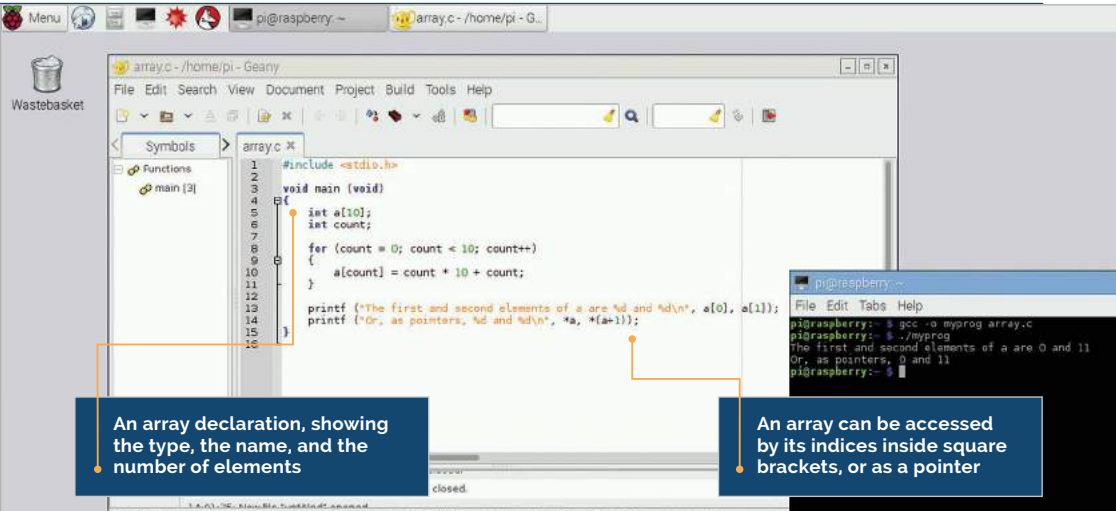 Menu
pi@raspberry: ~
array.c - /home/pi - G...
Wastebasket
array.c - /home/pi - Geany
File Edit Search View Document Project Build Tools Help
Symbols
array.c
Functions
main [3]
1 #include <stdio.h>
2
3 void main (void)
4 {
5 int a[10];
6 int count;
7
8 for (count = 0; count < 10; count++)
9 {
10 a[count] = count * 10 + count;
11 }
12
13 printf ("The first and second elements of a are %d and %d\n", a[0], a[1]);
14 printf ("Or, as pointers, %d and %d\n", *a, *(a+1));
15 }
16
pi@raspberry: ~
File Edit Tabs Help
pi@raspberry:~ $ gcc -o myprog array.c
pi@raspberry:~ $ ./myprog
The first and second elements of a are 0 and 11
Or, as pointers, 0 and 11
pi@raspberry:~ $
An array declaration, showing
the type, the name, and the
number of elements
An array can be accessed
by its indices inside square
brackets, or as a pointer
closed.